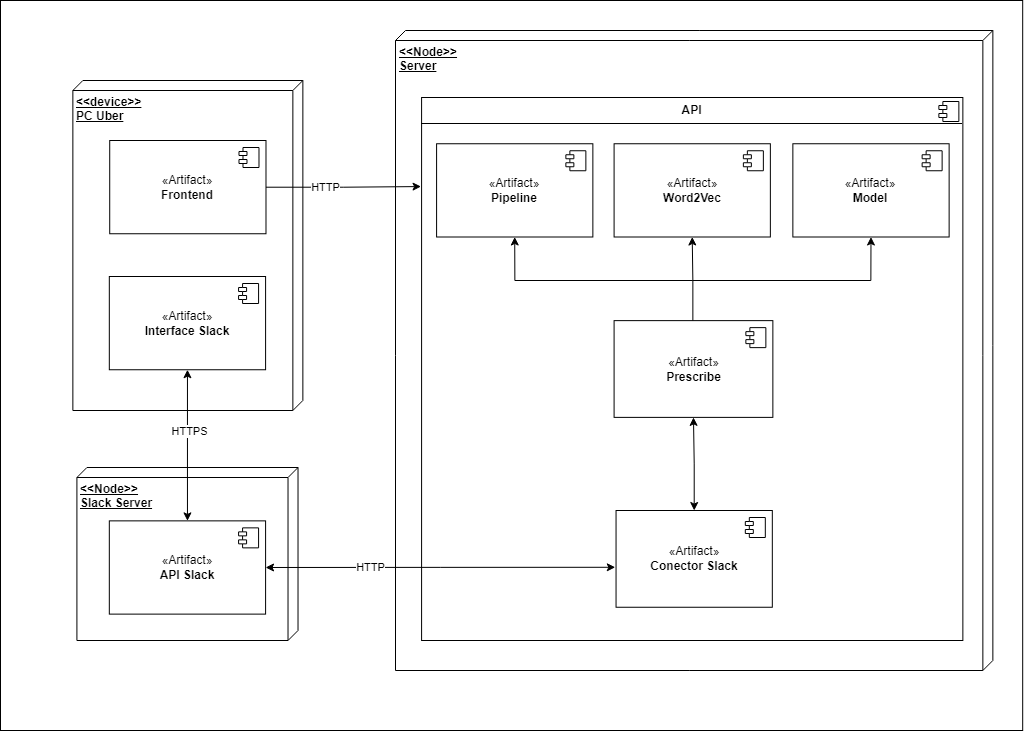 <<device>>
PC Uber
«Artifact»
Frontend
«Artifact»
Interface Slack
HTTP
HTTPS
<<Node>>
Slack Server
«Artifact»
API Slack
HTTP
<<Node>>
Server
API
«Artifact»
Pipeline
«Artifact»
Word2Vec
«Artifact»
Model
«Artifact»
Prescribe
«Artifact»
Conector Slack